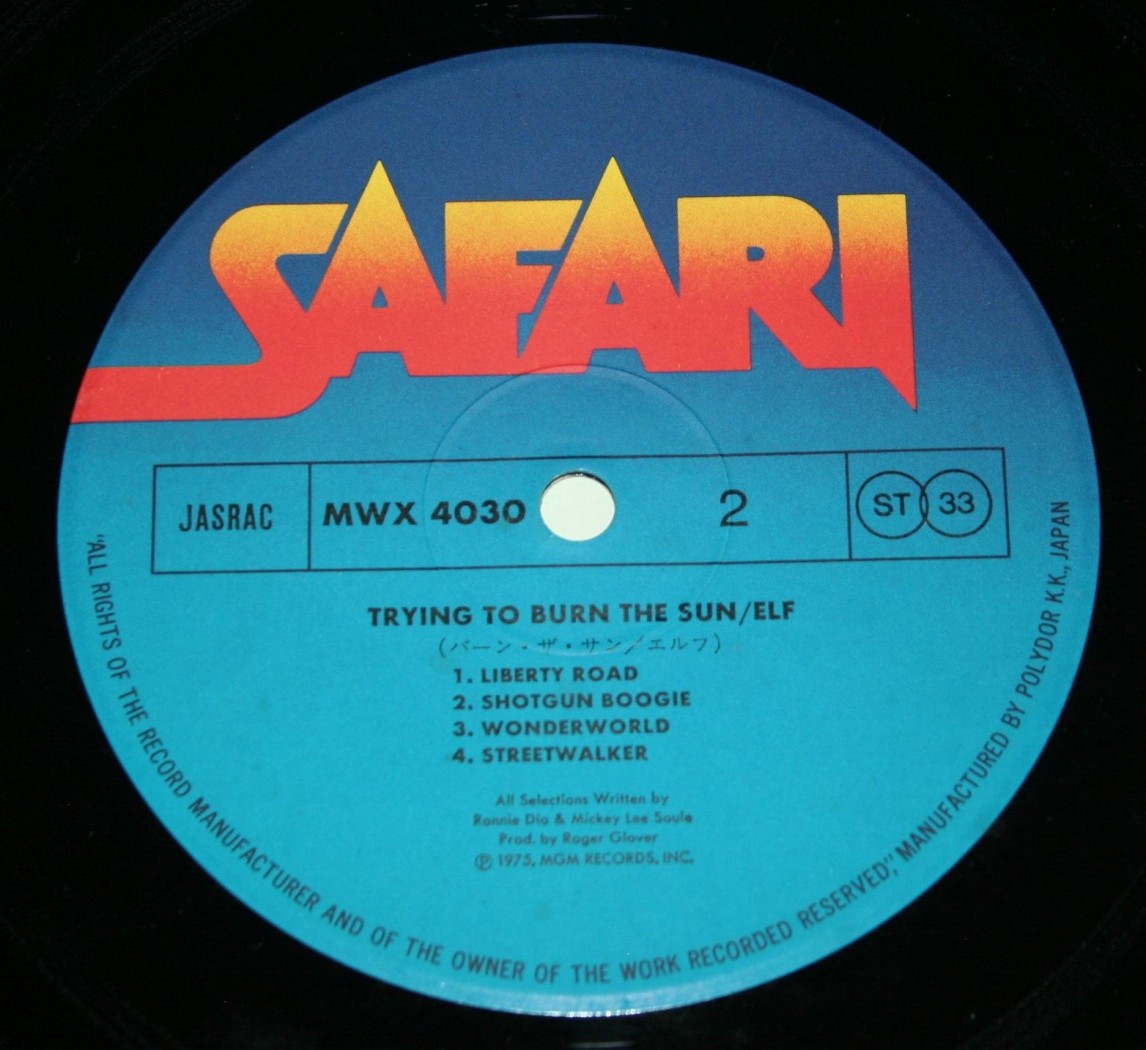 SAFARI
JASRAC
MWX 4030
2
ST 33
TRYING TO BURN THE SUN/ELF
(バーン・ザ・サン/エルフ)
1. LIBERTY ROAD
2. SHOTGUN BOOGIE
3. WONDERWORLD
4. STREETWALKER
All Selections Written by
Ronnie Dio & Mickey Lee Soule
Prod. by Roger Glover
Ⓟ 1975, MGM RECORDS, INC.
"ALL RIGHTS OF THE RECORD MANUFACTURER AND OF THE OWNER OF THE WORK RECORDED RESERVED", MANUFACTURED BY POLYDOR K.K., JAPAN